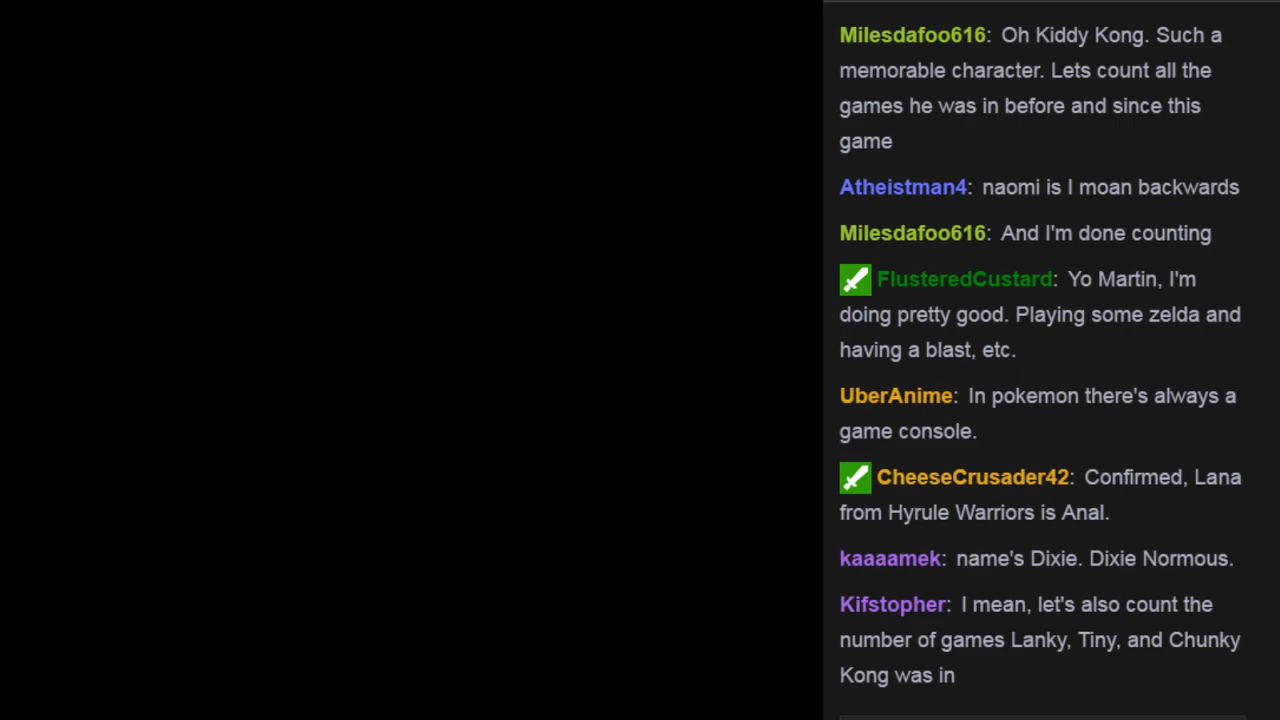 Milesdafoo616: Oh Kiddy Kong. Such a
memorable character. Lets count all the
games he was in before and since this
game
Atheistman4: naomi is I moan backwards
Milesdafoo616: And I'm done counting
FlusteredCustard: Yo Martin, I'm
doing pretty good. Playing some zelda and
having a blast, etc.
UberAnime: In pokemon there's always a
game console.
CheeseCrusader42: Confirmed, Lana
from Hyrule Warriors is Anal.
kaaaamek: name's Dixie. Dixie Normous.
Kifstopher: I mean, let's also count the
number of games Lanky, Tiny, and Chunky
Kong was in